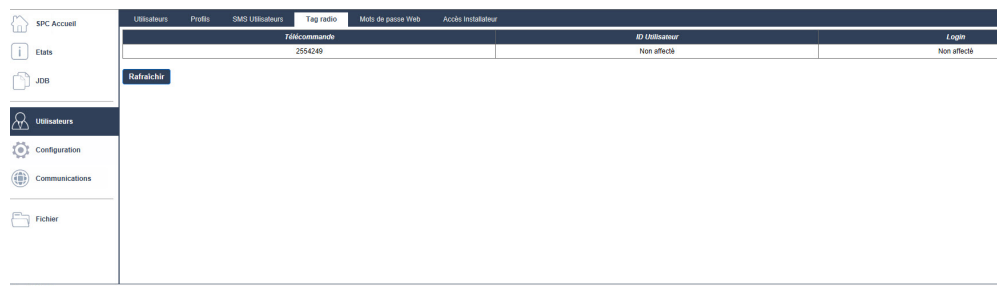 SPC Accueil
Etats
JDB
Utilisateurs
Configuration
Communications
Fichier
Utilisateurs Profils SMS Utilisateurs Tag radio Mots de passe Web Accès Installateur
Télécommande ID Utilisateur Login
2554249 Non affecté Non affecté
Rafraîchir